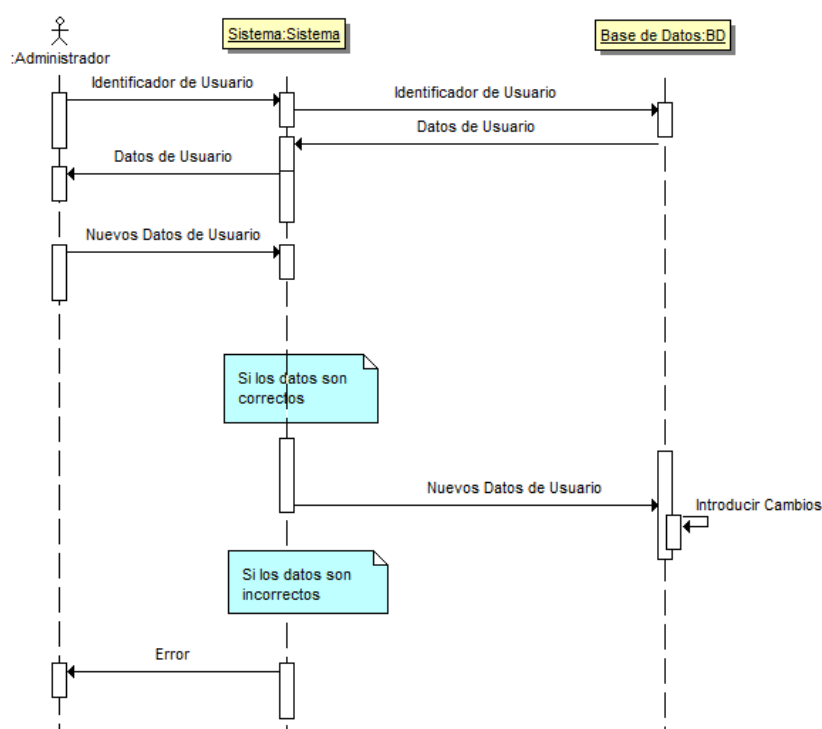 Sistema:Sistema
Base de Datos:BD
:Administrador
Identificador de Usuario
Identificador de Usuario
Datos de Usuario
Datos de Usuario
Nuevos Datos de Usuario
Si los datos son
correctos
Nuevos Datos de Usuario
Introducir Cambios
Si los datos son
incorrectos
Error